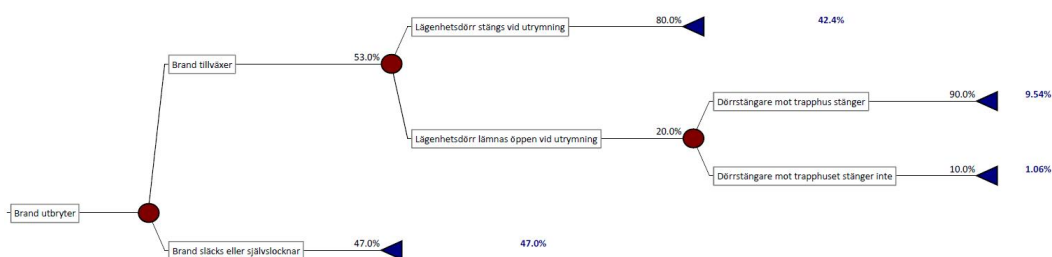 Lägenhetsdörr stängs vid utrymning 80.0% 42.4%
Brand tillväxer 53.0%
Dörrstängare mot trapphus stänger 90.0% 9.54%
Lägenhetsdörr lämnas öppen vid utrymning 20.0%
Dörrstängare mot trapphuset stänger inte 10.0% 1.06%
Brand utbryter
Brand släcks eller självslocknar 47.0% 47.0%